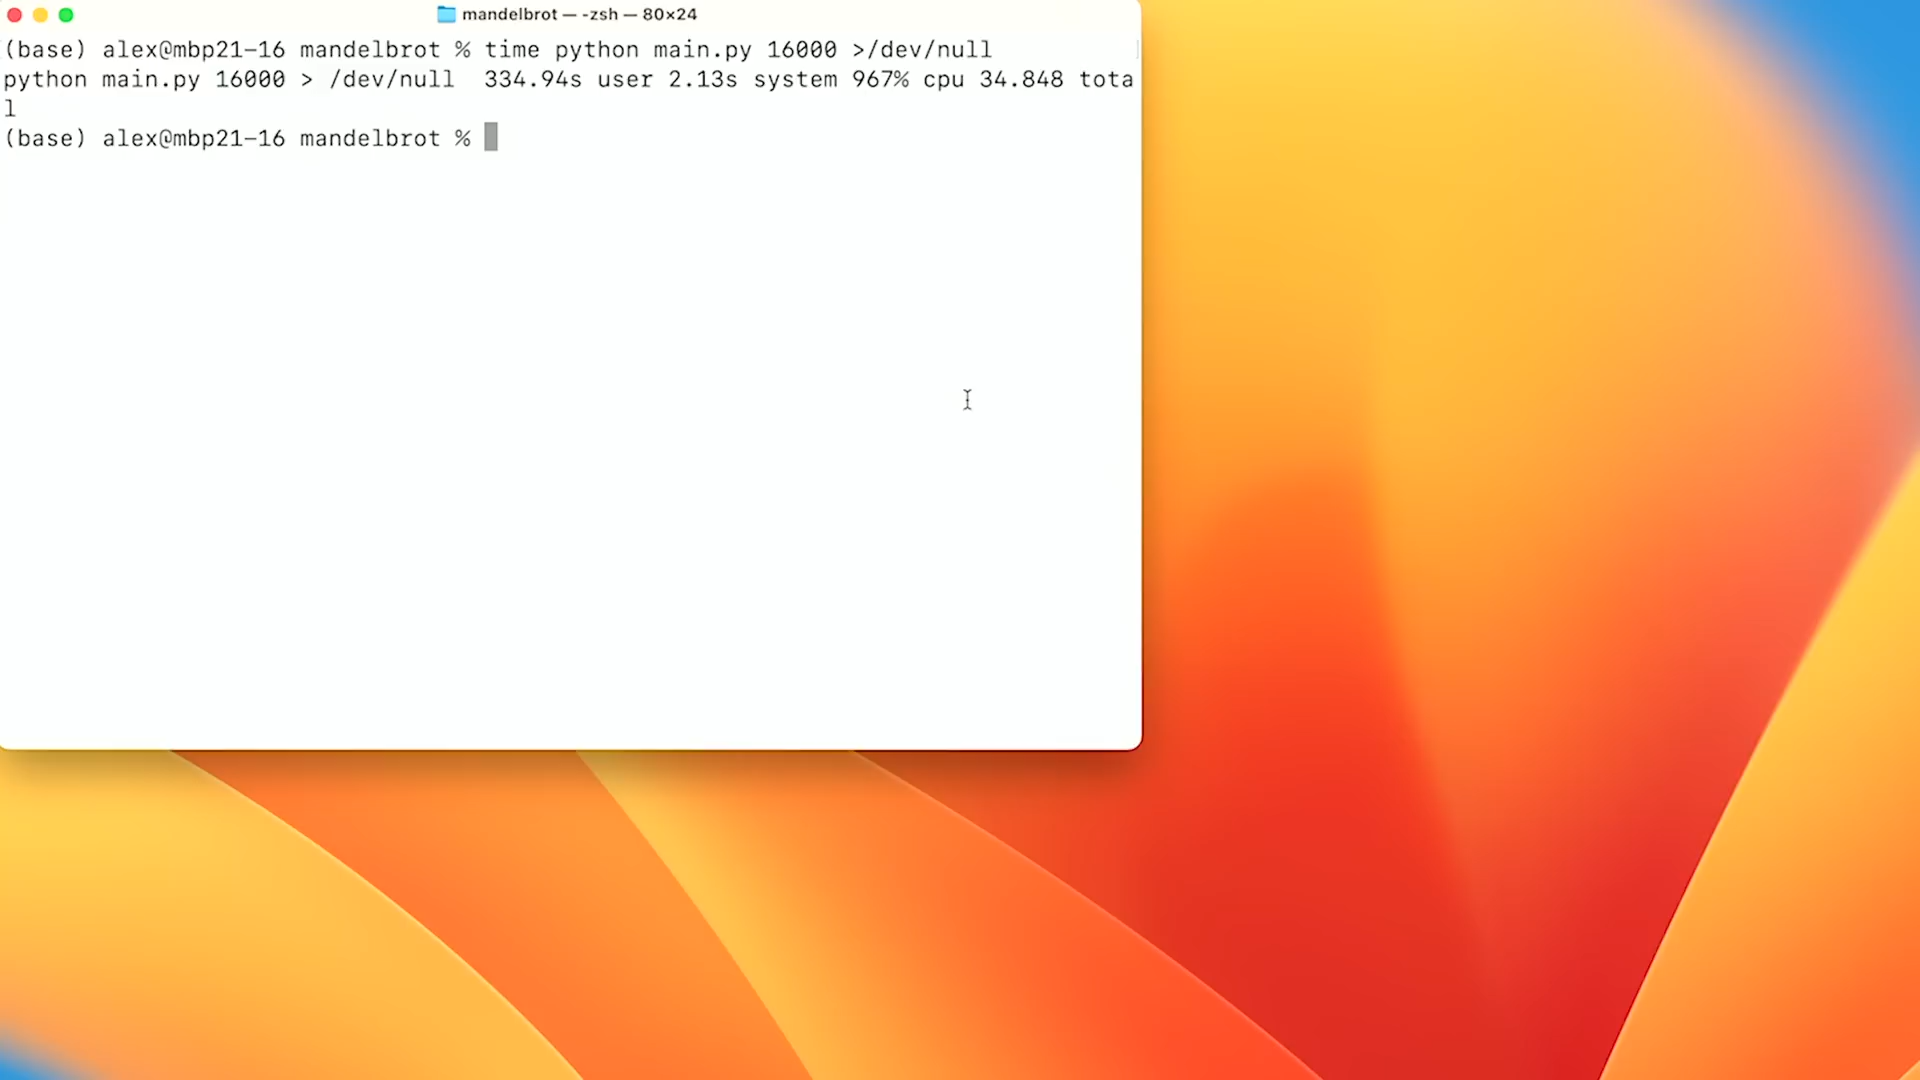 mandelbrot — -zsh — 80×24
(base) alex@mbp21-16 mandelbrot % time python main.py 16000 >/dev/null
python main.py 16000 > /dev/null  334.94s user 2.13s system 967% cpu 34.848 tota
l
(base) alex@mbp21-16 mandelbrot %